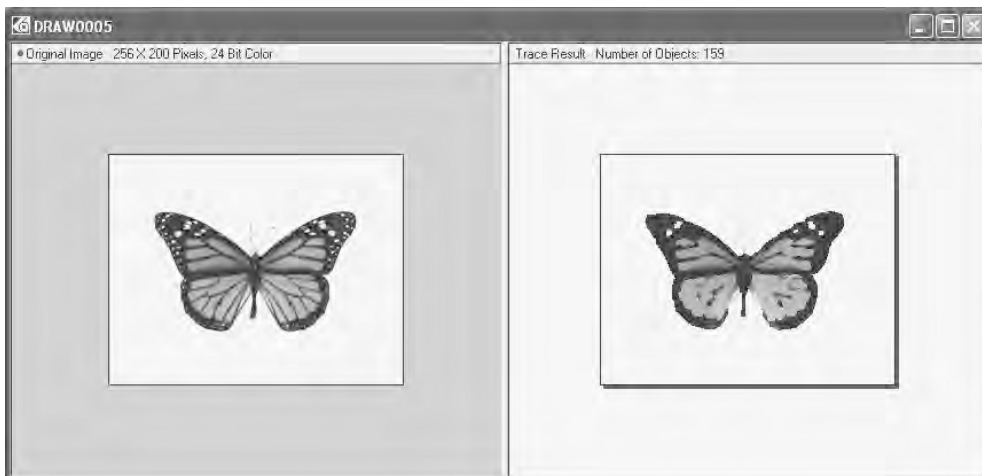 DRAW0005
Original Image 256 X 200 Pixels, 24 Bit Color
Trace Result Number of Objects: 159